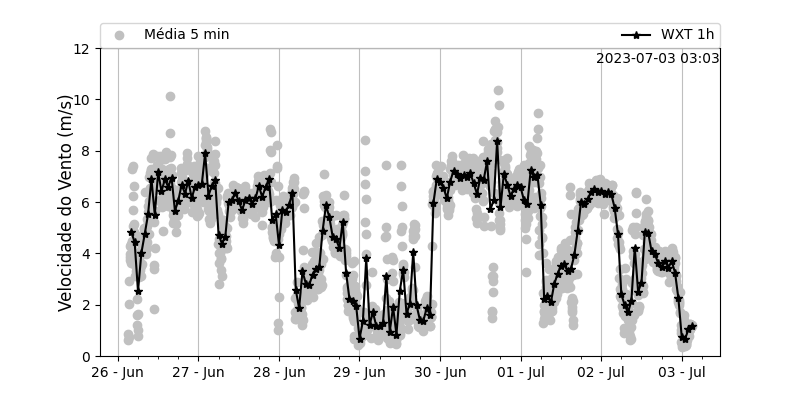 Média 5 min
WXT 1h
2023-07-03 03:03
Velocidade do Vento (m/s)
12
10
8
6
4
2
0
26 - Jun 27 - Jun 28 - Jun 29 - Jun 30 - Jun 01 - Jul 02 - Jul 03 - Jul